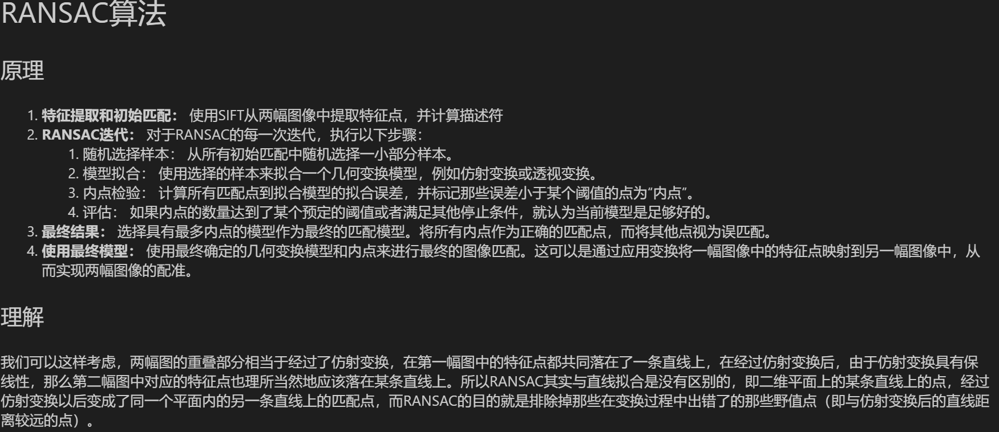 RANSAC算法
原理
1. 特征提取和初始匹配： 使用SIFT从两幅图像中提取特征点，并计算描述符
2. RANSAC迭代： 对于RANSAC的每一次迭代，执行以下步骤：
1. 随机选择样本： 从所有初始匹配中随机选择一小部分样本。
2. 模型拟合： 使用选择的样本来拟合一个几何变换模型，例如仿射变换或透视变换。
3. 内点检验： 计算所有匹配点到拟合模型的拟合误差，并标记那些误差小于某个阈值的点为“内点”。
4. 评估： 如果内点的数量达到了某个预定的阈值或者满足其他停止条件，就认为当前模型是足够好的。
3. 最终结果： 选择具有最多内点的模型作为最终的匹配模型。将所有内点作为正确的匹配点，而将其他点视为误匹配。
4. 使用最终模型： 使用最终确定的几何变换模型和内点来进行最终的图像匹配。这可以是通过应用变换将一幅图像中的特征点映射到另一幅图像中，从
而实现两幅图像的配准。
理解
我们可以这样考虑，两幅图的重叠部分相当于经过了仿射变换，在第一幅图中的特征点都共同落在了一条直线上，在经过仿射变换后，由于仿射变换具有保
线性，那么第二幅图中对应的特征点也理所当然地应该落在某条直线上。所以RANSAC其实与直线拟合是没有区别的，即二维平面上的某条直线上的点，经过
仿射变换以后变成了同一个平面内的另一条直线上的匹配点，而RANSAC的目的就是排除掉那些在变换过程中出错了的那些野值点（即与仿射变换后的直线距
离较远的点）。